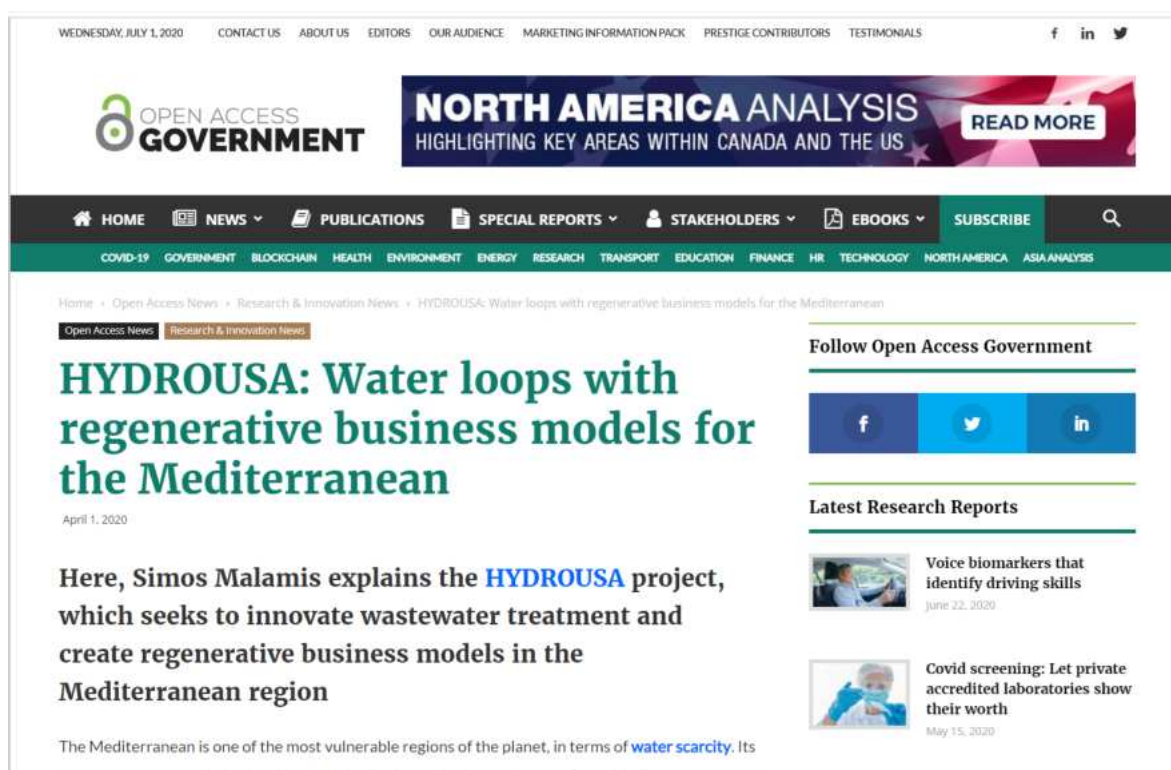 WEDNESDAY, JULY 1, 2020 CONTACT US ABOUT US EDITORS OUR AUDIENCE MARKETING INFORMATION PACK PRESTIGE CONTRIBUTORS TESTIMONIALS
OPEN ACCESS
GOVERNMENT
NORTH AMERICA ANALYSIS
HIGHLIGHTING KEY AREAS WITHIN CANADA AND THE US
READ MORE
HOME NEWS PUBLICATIONS SPECIAL REPORTS STAKEHOLDERS EBOOKS SUBSCRIBE
COVID-19 GOVERNMENT BLOCKCHAIN HEALTH ENVIRONMENT ENERGY RESEARCH TRANSPORT EDUCATION FINANCE HR TECHNOLOGY NORTH AMERICA ASIA ANALYSIS
Home › Open Access News › Research & Innovation News › HYDROUSA: Water loops with regenerative business models for the Mediterranean
Open Access News Research & Innovation News
HYDROUSA: Water loops with
regenerative business models for
the Mediterranean
April 1, 2020
Here, Simos Malamis explains the HYDROUSA project,
which seeks to innovate wastewater treatment and
create regenerative business models in the
Mediterranean region
The Mediterranean is one of the most vulnerable regions of the planet, in terms of water scarcity. Its
Follow Open Access Government
Latest Research Reports
Voice biomarkers that
identify driving skills
June 22, 2020
Covid screening: Let private
accredited laboratories show
their worth
May 15, 2020